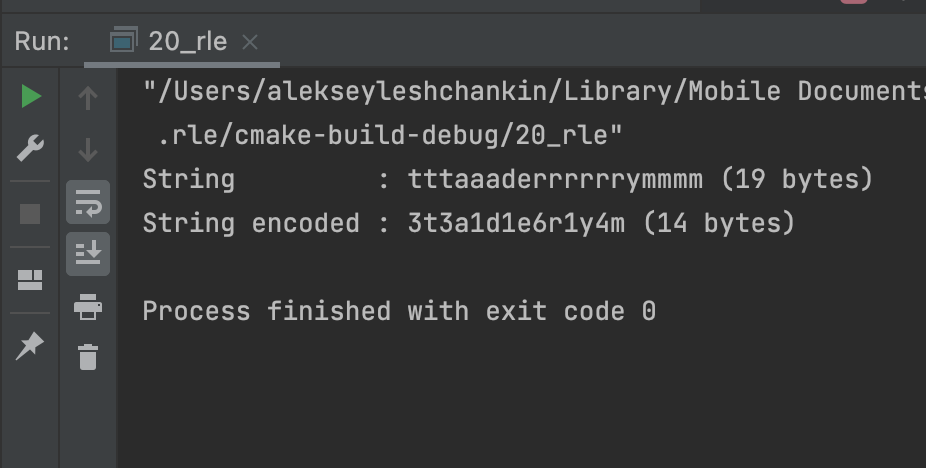 Run: 20_rle
"/Users/alekseyleshchankin/Library/Mobile Documents
.rle/cmake-build-debug/20_rle"
String : tttaaaderrrrrrymmmm (19 bytes)
String encoded : 3t3a1d1e6r1y4m (14 bytes)
Process finished with exit code 0